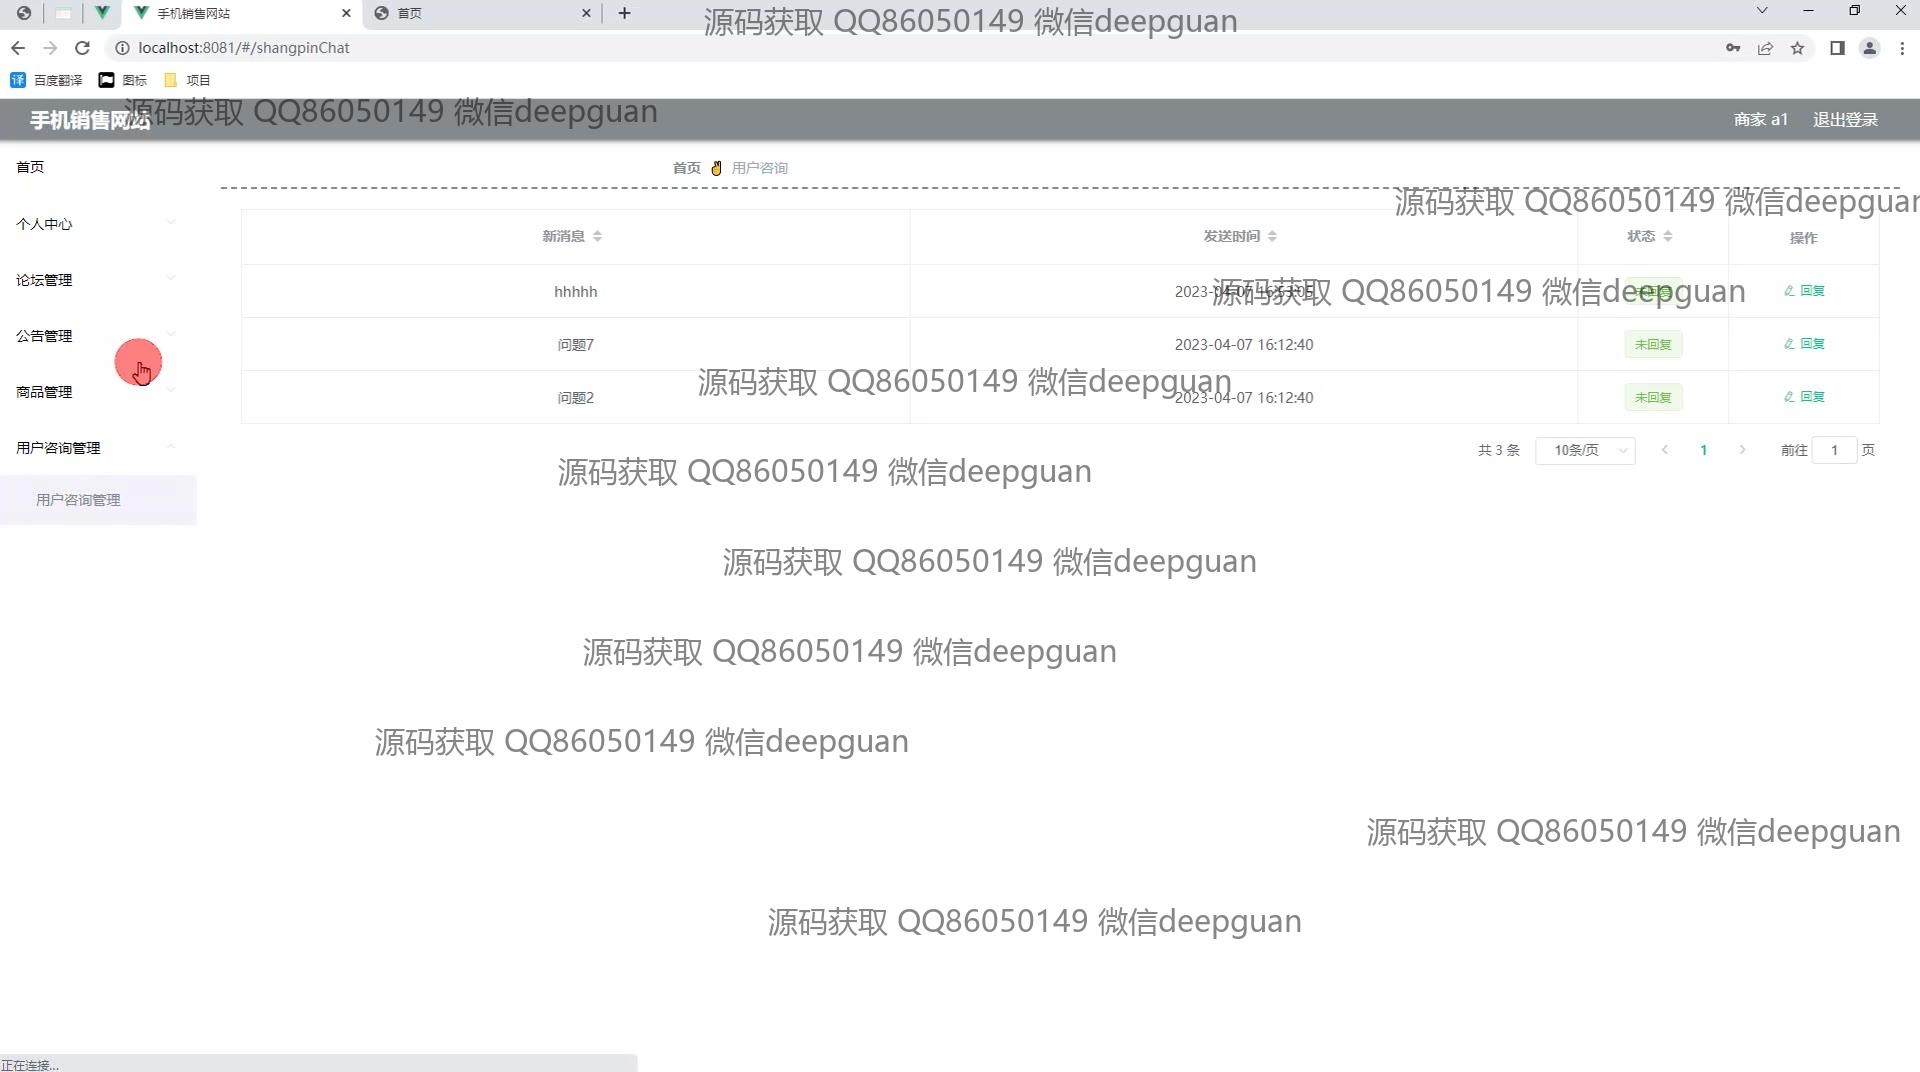 手机销售网站
首页
源码获取 QQ86050149 微信deepguan
localhost:8081/#/shangpinChat
百度翻译
图标
项目
手机销售网站
源码获取 QQ86050149 微信deepguan
商家 a1
退出登录
首页
首页
用户咨询
源码获取 QQ86050149 微信deepguan
个人中心
新消息
发送时间
状态
操作
论坛管理
hhhhh
2023-04-07 16:53:05
未回复
回复
源码获取 QQ86050149 微信deepguan
公告管理
问题7
2023-04-07 16:12:40
未回复
回复
源码获取 QQ86050149 微信deepguan
商品管理
问题2
2023-04-07 16:12:40
未回复
回复
用户咨询管理
共 3 条
10条/页
1
前往 1 页
源码获取 QQ86050149 微信deepguan
用户咨询管理
源码获取 QQ86050149 微信deepguan
源码获取 QQ86050149 微信deepguan
源码获取 QQ86050149 微信deepguan
源码获取 QQ86050149 微信deepguan
源码获取 QQ86050149 微信deepguan
正在连接...